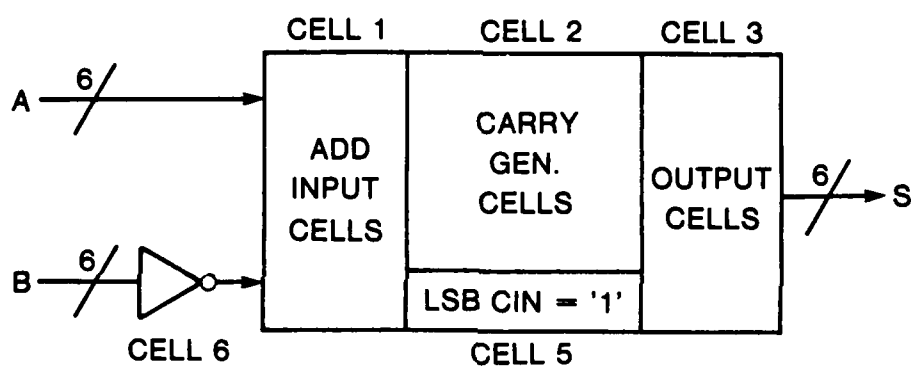 CELL 1 CELL 2 CELL 3
A 6
ADD
INPUT
CELLS
CARRY
GEN.
CELLS
OUTPUT
CELLS
6 S
B 6
LSB CIN = '1'
CELL 6
CELL 5